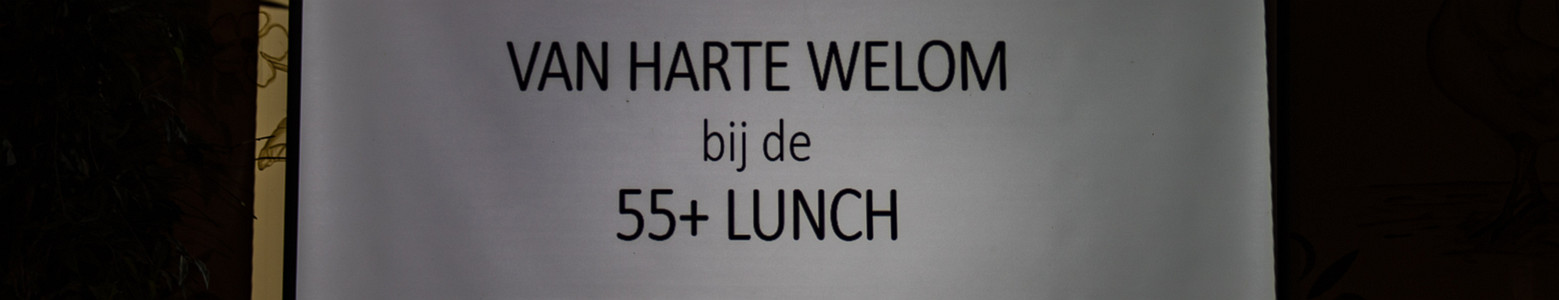 VAN HARTE WELOM
bij de
55+ LUNCH